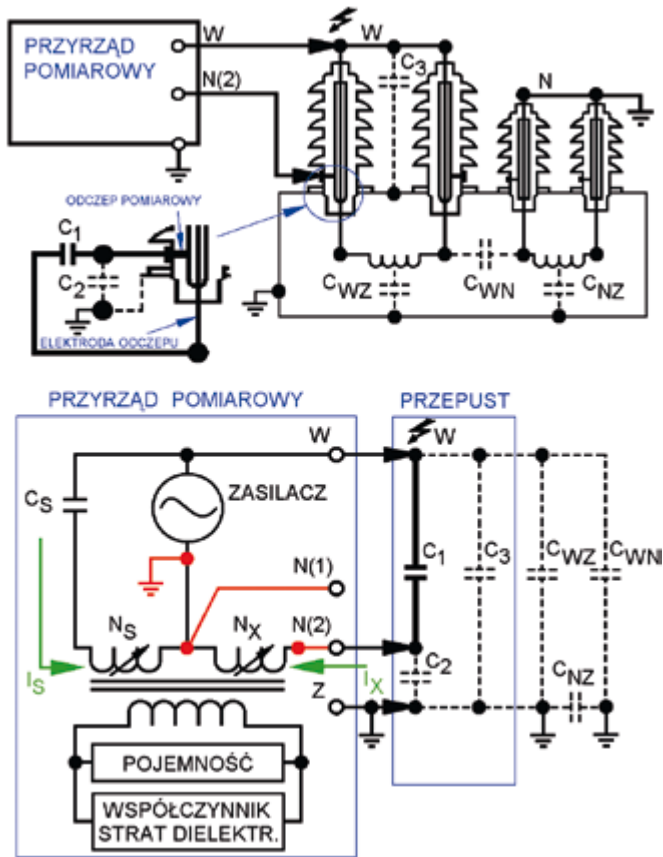 PRZYRZĄD
POMIAROWY
W
N(2)
W
C3
N
ODCZEP POMIAROWY
C1
C2
ELEKTRODA ODCZEPU
CWZ
CWN
CNZ
PRZYRZĄD POMIAROWY
PRZEPUST
W
W
ZASILACZ
CS
N(1)
C1
C3
CWZ
CWN
NS
NX
N(2)
C2
IS
IX
Z
CNZ
POJEMNOŚĆ
WSPÓŁCZYNNIK
STRAT DIELEKTR.